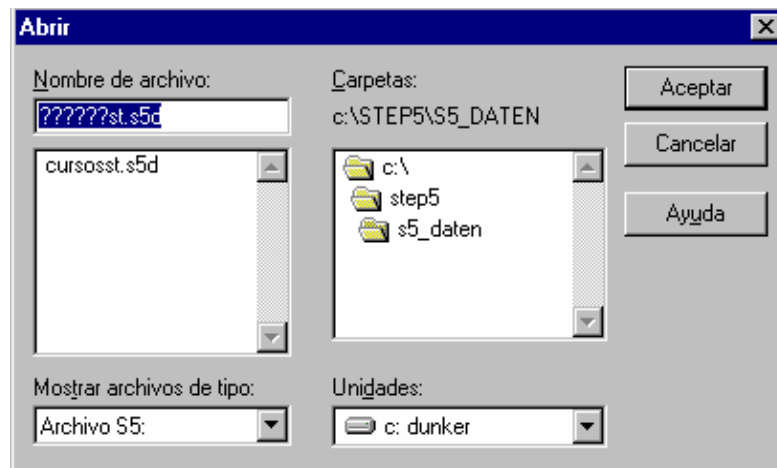 Abrir
Nombre de archivo:
??????st.s5d
cursosst.s5d
Mostrar archivos de tipo:
Archivo S5:
Carpetas:
c:\STEP5\S5_DATEN
c:\
step5
s5_daten
Unidades:
c: dunker
Aceptar
Cancelar
Ayuda